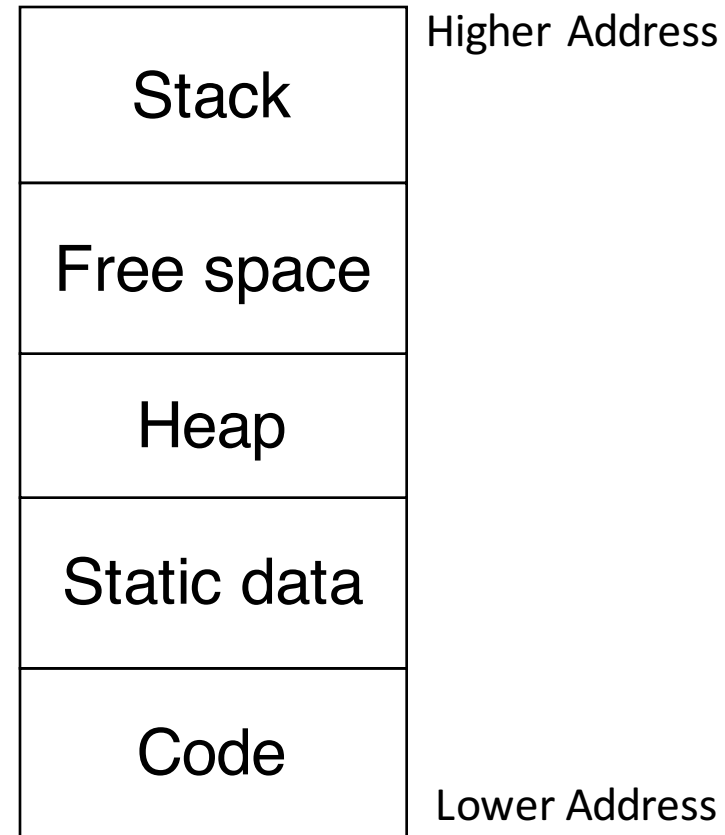 Higher Address
Stack
Free space
Heap
Static data
Code
Lower Address